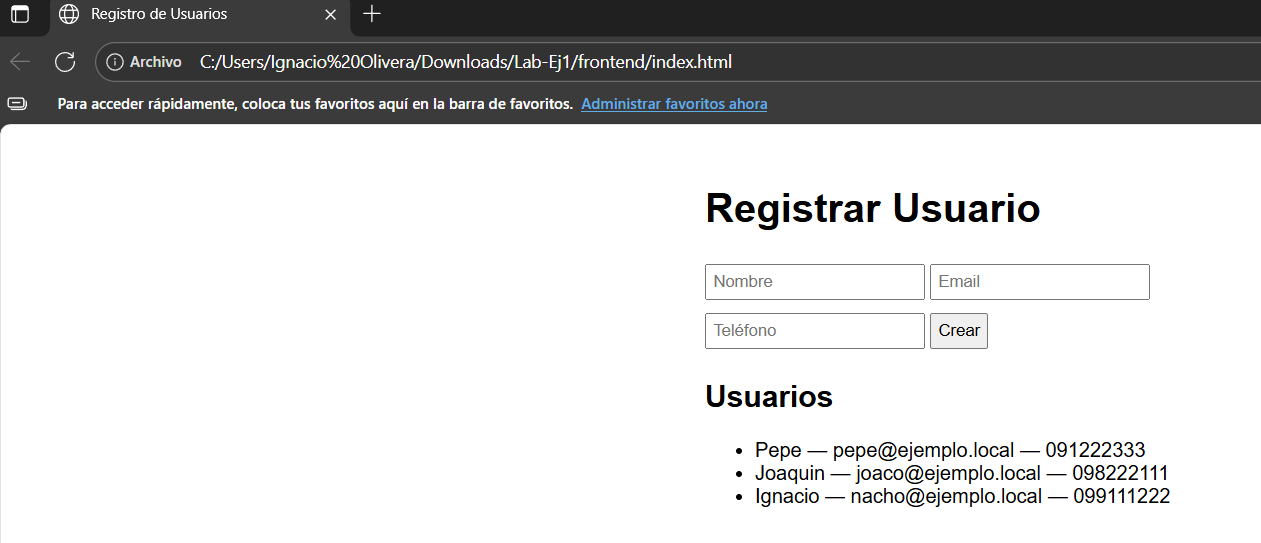 Registro de Usuarios
Archivo C:/Users/Ignacio%20Olivera/Downloads/Lab-Ej1/frontend/index.html
Para acceder rápidamente, coloca tus favoritos aquí en la barra de favoritos. Administrar favoritos ahora
Registrar Usuario
Nombre Email
Teléfono Crear
Usuarios
• Pepe — pepe@ejemplo.local — 091222333
• Joaquin — joaco@ejemplo.local — 098222111
• Ignacio — nacho@ejemplo.local — 099111222